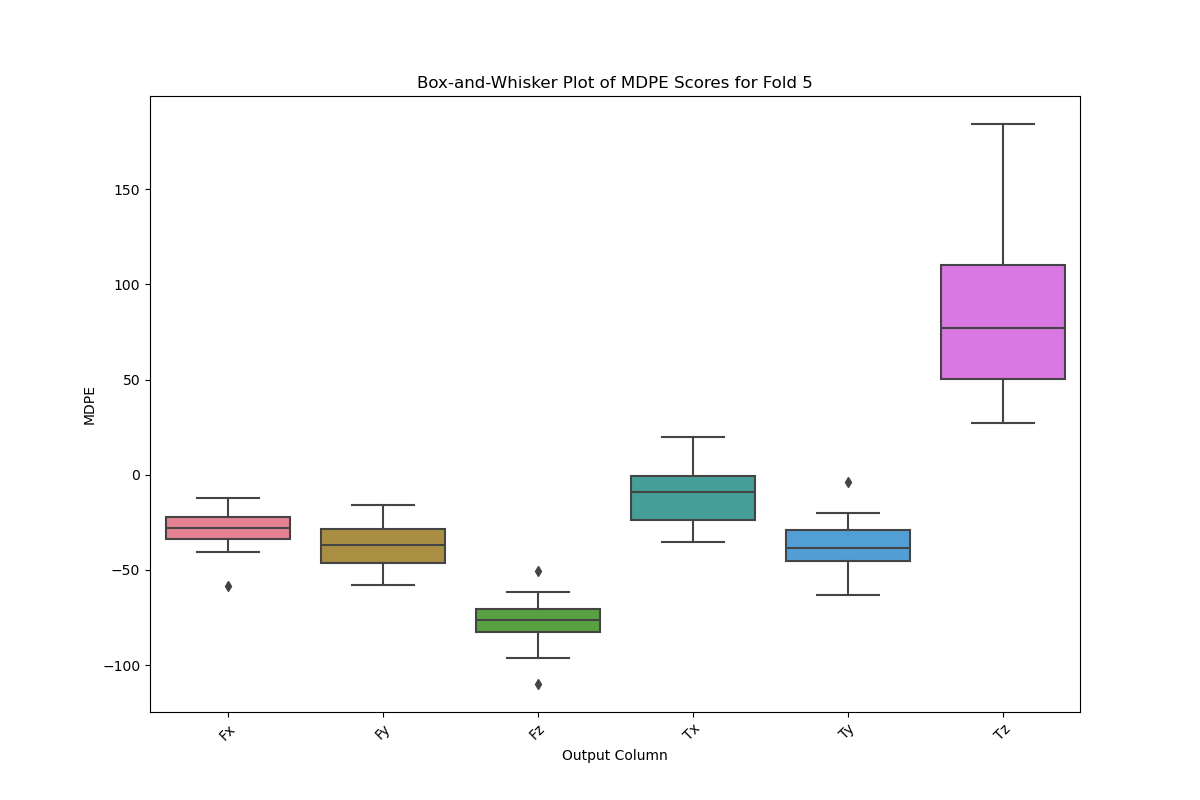 Box-and-Whisker Plot of MDPE Scores for Fold 5
MDPE
150
100
50
0
−50
−100
Fx
Fy
Fz
Tx
Ty
Tz
Output Column